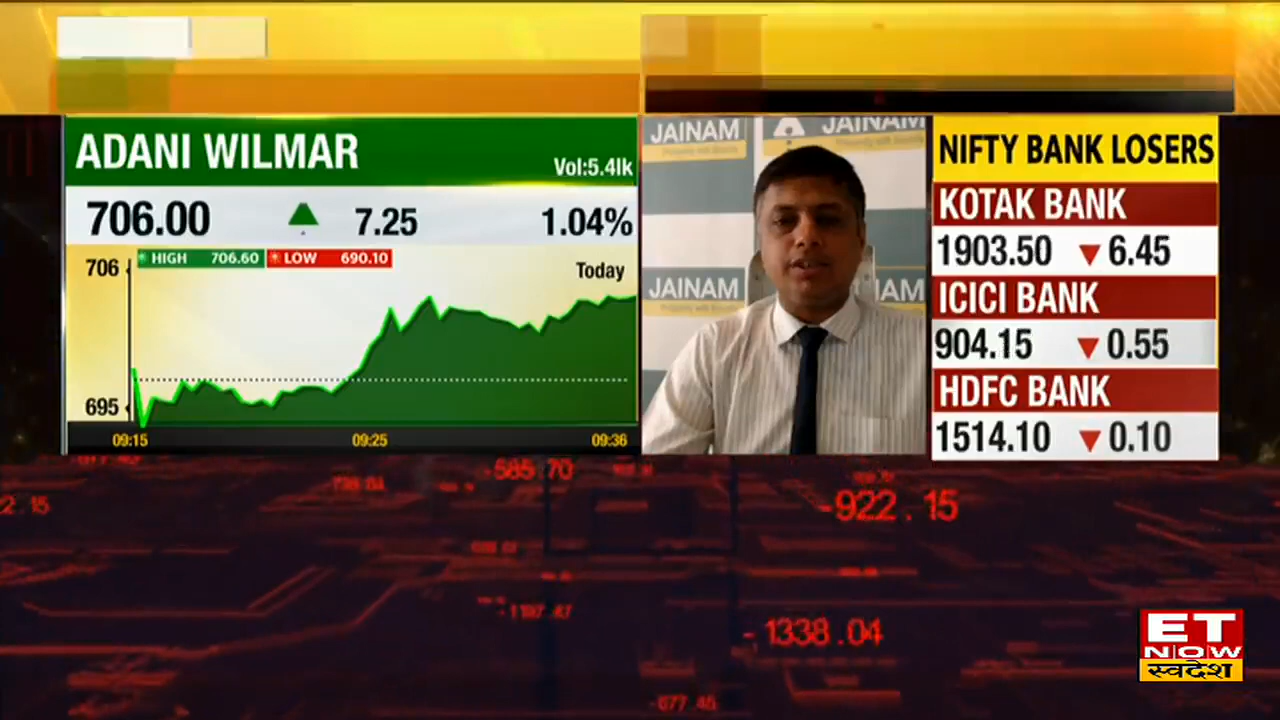 ADANI WILMAR
Vol:5.4lk
706.00 ▲ 7.25 1.04%
HIGH 706.60 LOW 690.10
Today
706
695
09:15 09:25 09:36
JAINAM
JAINAM
JAINAM
NIFTY BANK LOSERS
KOTAK BANK
1903.50 ▼ 6.45
ICICI BANK
904.15 ▼ 0.55
HDFC BANK
1514.10 ▼ 0.10
-585.70
2.15
-922.15
-1338.04
ET
NOW
स्वदेश